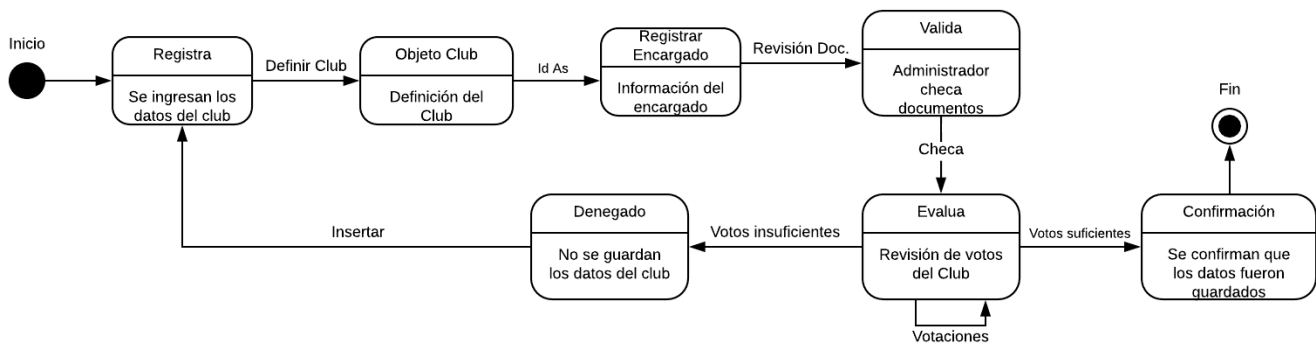 Inicio
Registra
Se ingresan los
datos del club
Definir Club
Objeto Club
Definición del
Club
Id As
Registrar
Encargado
Información del
encargado
Revisión Doc.
Valida
Administrador
checa
documentos
Checa
Evalua
Revisión de votos
del Club
Votaciones
Votos insuficientes
Denegado
No se guardan
los datos del club
Insertar
Votos suficientes
Confirmación
Se confirman que
los datos fueron
guardados
Fin